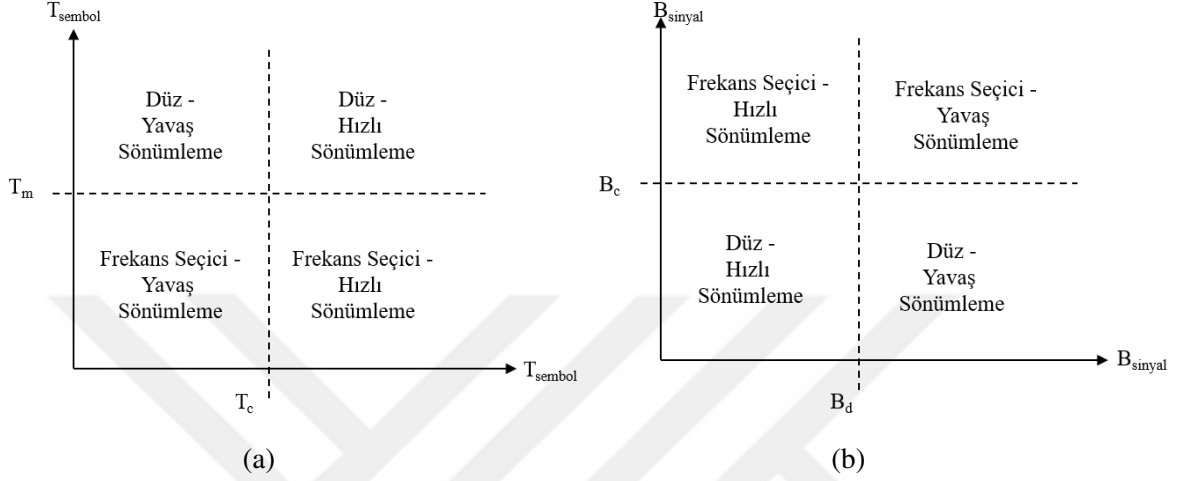 T_sembol
Düz -
Yavaş
Sönümleme
Düz -
Hızlı
Sönümleme
T_m
Frekans Seçici -
Yavaş
Sönümleme
Frekans Seçici -
Hızlı
Sönümleme
T_sembol
T_c
(a)
B_sinyal
Frekans Seçici -
Hızlı
Sönümleme
Frekans Seçici -
Yavaş
Sönümleme
B_c
Düz -
Hızlı
Sönümleme
Düz -
Yavaş
Sönümleme
B_sinyal
B_d
(b)